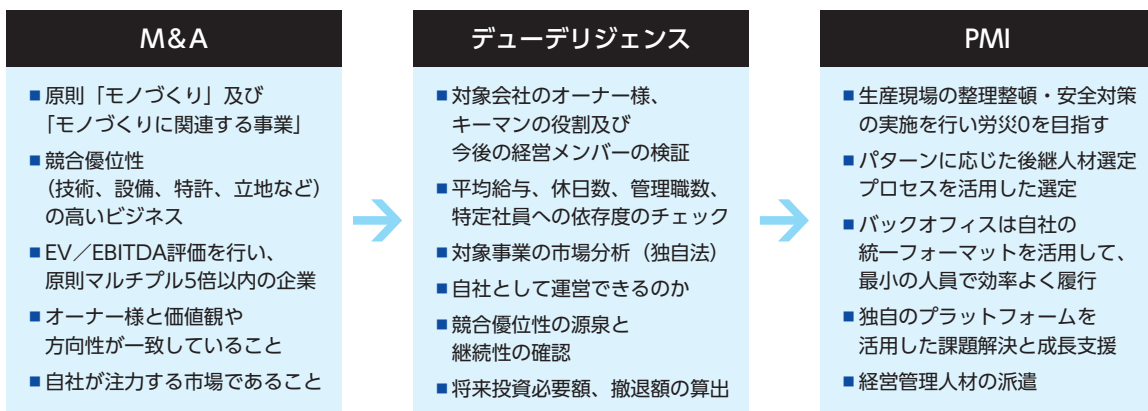 M&A
■原則「モノづくり」及び
「モノづくりに関連する事業」
■競合優位性
（技術、設備、特許、立地など）
の高いビジネス
■EV／EBITDA評価を行い、
原則マルチプル5倍以内の企業
■オーナー様と価値観や
方向性が一致していること
■自社が注力する市場であること
デューデリジェンス
■対象会社のオーナー様、
キーマンの役割及び
今後の経営メンバーの検証
■平均給与、休日数、管理職数、
特定社員への依存度のチェック
■対象事業の市場分析（独自法）
■自社として運営できるのか
■競合優位性の源泉と
継続性の確認
■将来投資必要額、撤退額の算出
PMI
■生産現場の整理整頓・安全対策
の実施を行い労災0を目指す
■パターンに応じた後継人材選定
プロセスを活用した選定
■バックオフィスは自社の
統一フォーマットを活用して、
最小の人員で効率よく履行
■独自のプラットフォームを
活用した課題解決と成長支援
■経営管理人材の派遣